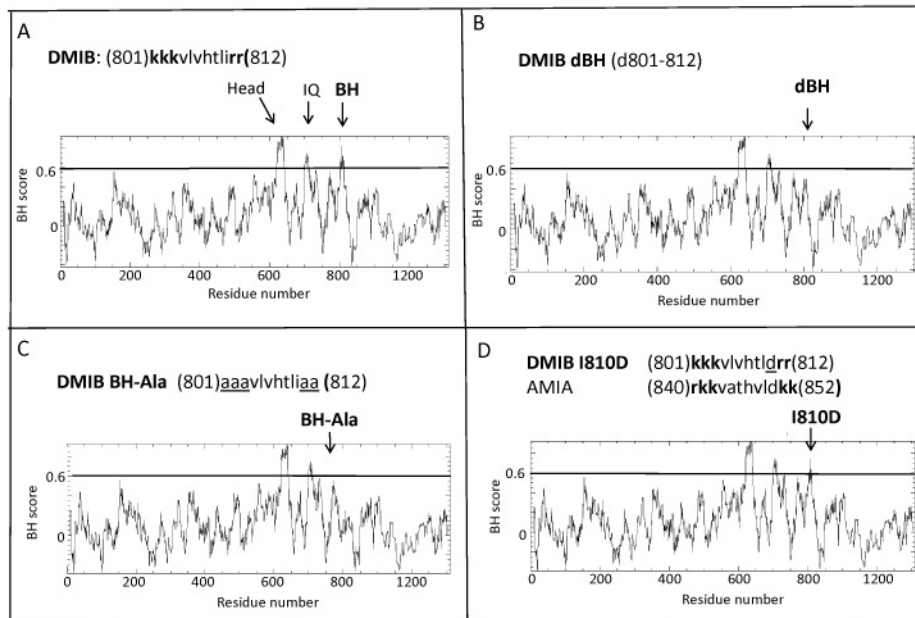 A
DMIB: (801)kkkvlvhtlirr(812)
Head
IQ
BH
BH score
0.6
0
0 200 400 600 800 1000 1200
Residue number
B
DMIB dBH (d801-812)
dBH
BH score
0.6
0
0 200 400 600 800 1000 1200
Residue number
C
DMIB BH-Ala (801)aaavlvhtliaa (812)
BH-Ala
BH score
0.6
0
0 200 400 600 800 1000 1200
Residue number
D
DMIB I810D (801)kkkvlvhtldrr(812)
AMIA (840)rkkvathvldkk(852)
I810D
BH score
0.6
0
0 200 400 600 800 1000 1200
Residue number